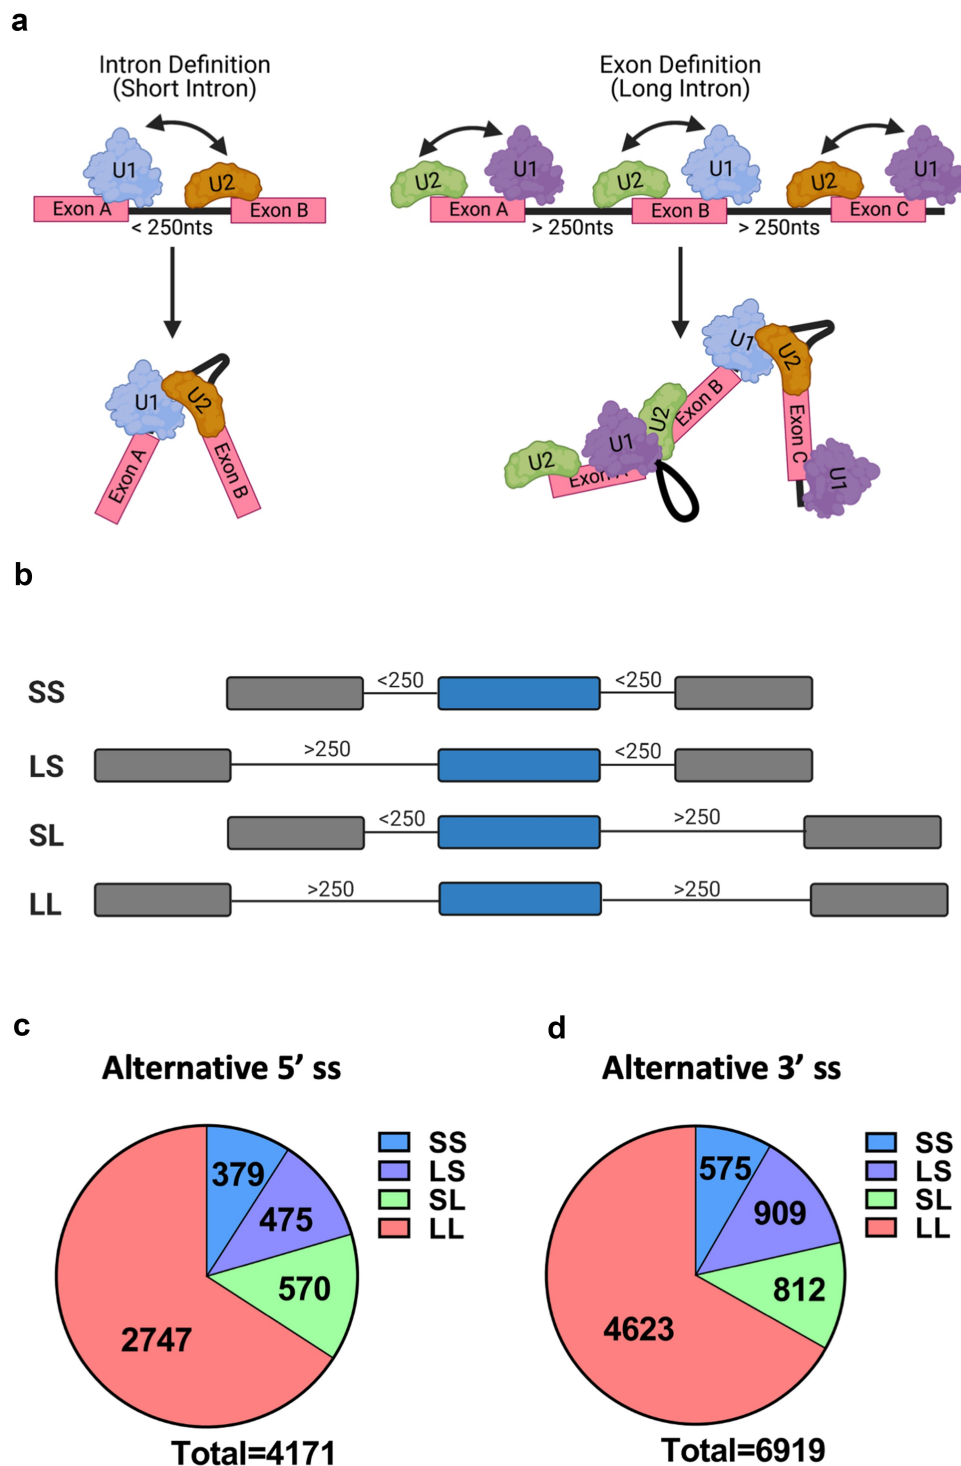 a
Intron Definition
(Short Intron)
Exon Definition
(Long Intron)
U1
U2
Exon A
Exon B
< 250nts
U2
U1
U2
U1
U2
U1
Exon A
Exon B
Exon C
> 250nts
> 250nts
U1
U2
Exon A
Exon B
U1
U2
Exon B
U2
U1
U2
Exon A
Exon C
U1
b
SS
<250
<250
LS
>250
<250
SL
<250
>250
LL
>250
>250
c
Alternative 5’ ss
379
475
570
2747
SS
LS
SL
LL
Total=4171
d
Alternative 3’ ss
575
909
812
4623
SS
LS
SL
LL
Total=6919